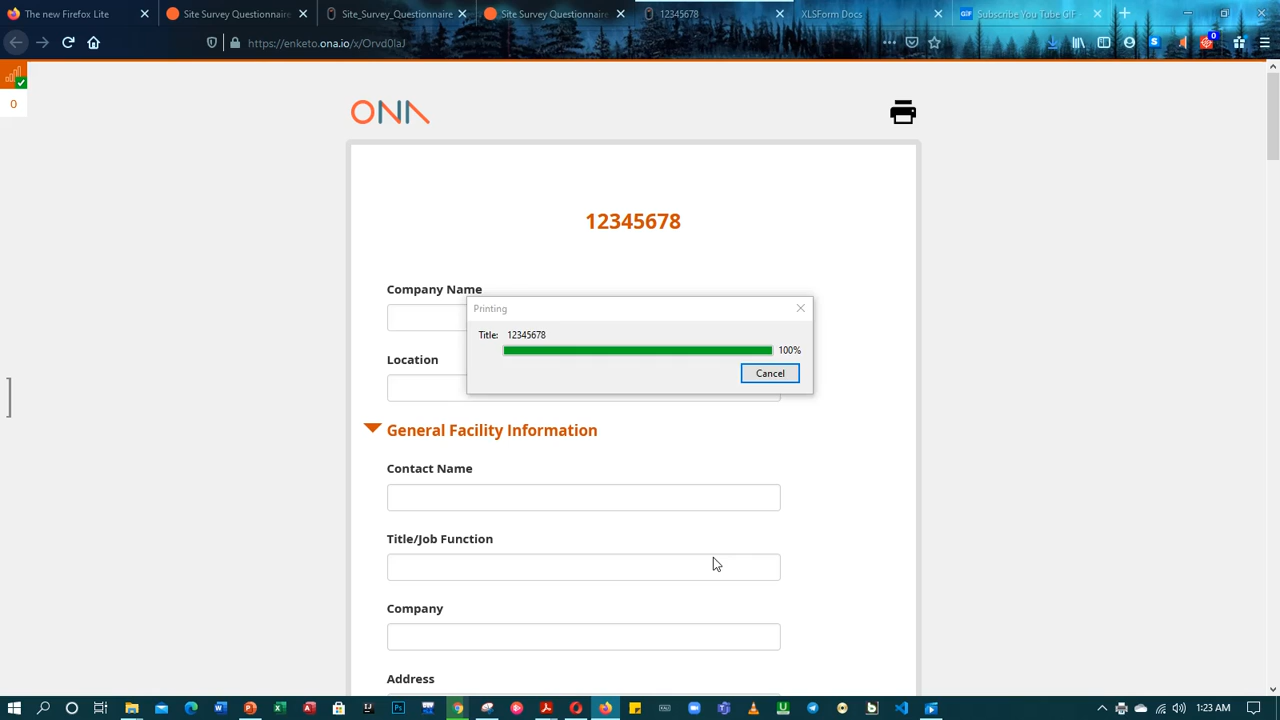 The new Firefox Lite
Site Survey Questionnaire
Site_Survey_Questionnaire
Site Survey Questionnaire
12345678
XLSForm Docs
GIF Subscribe You Tube GIF
https://enketo.ona.io/x/Orvd0laJ
0
0
ONA
12345678
Company Name
Printing
Title: 12345678
100%
Cancel
Location
General Facility Information
Contact Name
Title/Job Function
Company
Address
1:23 AM